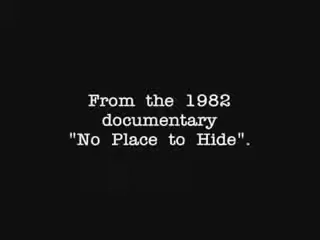 From the 1982
documentary
"No Place to Hide".